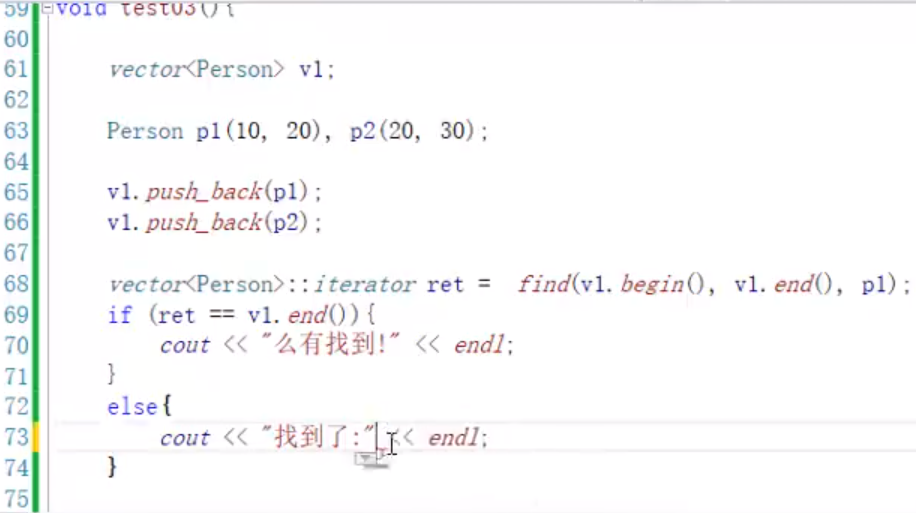 59 void test03(){
60
61 vector<Person> v1;
62
63 Person p1(10, 20), p2(20, 30);
64
65 v1.push_back(p1);
66 v1.push_back(p2);
67
68 vector<Person>::iterator ret =  find(v1.begin(), v1.end(), p1);
69 if (ret == v1.end()){
70 cout << "么有找到!" << endl;
71 }
72 else{
73 cout << "找到了:" << endl;
74 }
75